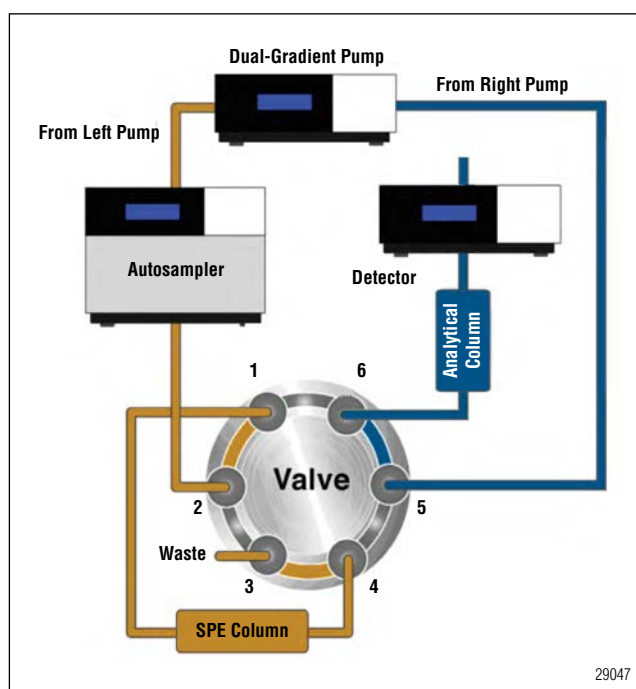 Dual-Gradient Pump
From Left Pump
From Right Pump
Autosampler
Detector
Analytical
Column
1
6
Valve
2
5
Waste
3
4
SPE Column
29047